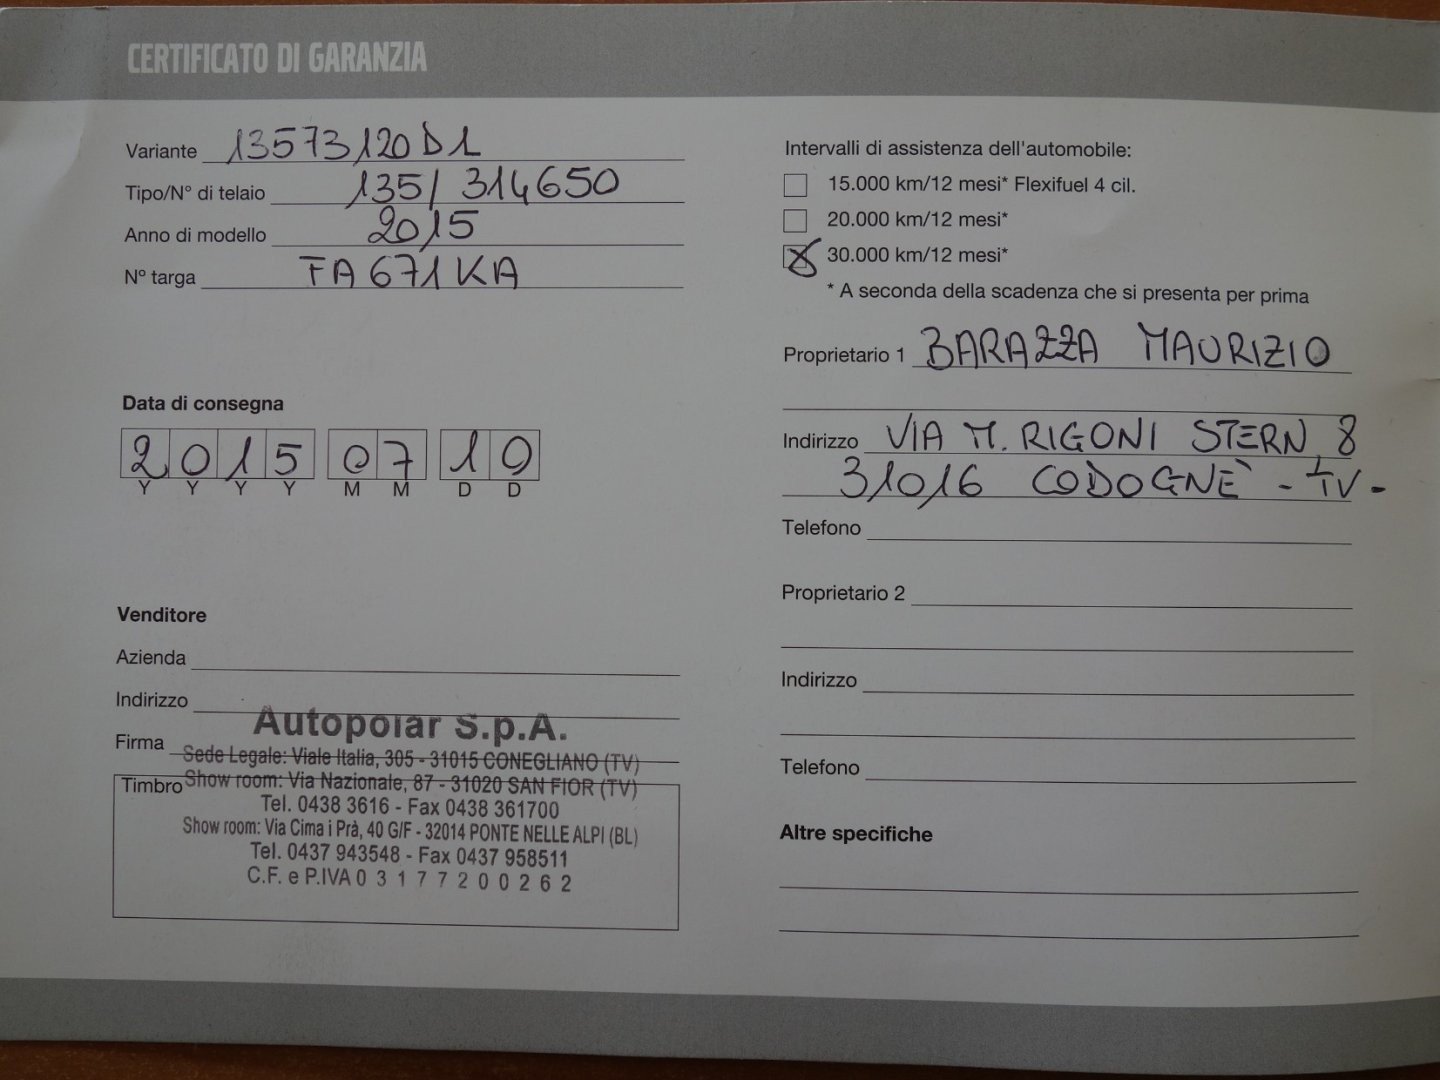 CERTIFICATO DI GARANZIA
Variante 13573120D1
Tipo/N° di telaio 135/ 314650
Anno di modello 2015
N° targa FA671KA
Data di consegna
2015 07 10
Y Y Y Y M M D D
Venditore
Azienda
Indirizzo
Autopolar S.p.A.
Firma
Sede Legale: Viale Italia, 305 - 31015 CONEGLIANO (TV)
Timbro
Show room: Via Nazionale, 87 - 31020 SAN FIOR (TV)
Tel. 0438 3616 - Fax 0438 361700
Show room: Via Cima i Prà, 40 G/F - 32014 PONTE NELLE ALPI (BL)
Tel. 0437 943548 - Fax 0437 958511
C.F. e P.IVA 0 3 1 7 7 2 0 0 2 6 2
Intervalli di assistenza dell'automobile:
15.000 km/12 mesi* Flexifuel 4 cil.
20.000 km/12 mesi*
30.000 km/12 mesi*
* A seconda della scadenza che si presenta per prima
Proprietario 1 BARAZZA MAURIZIO
Indirizzo VIA M. RIGONI STERN, 8
31016 CODOGNÈ - TV -
Telefono
Proprietario 2
Indirizzo
Telefono
Altre specifiche